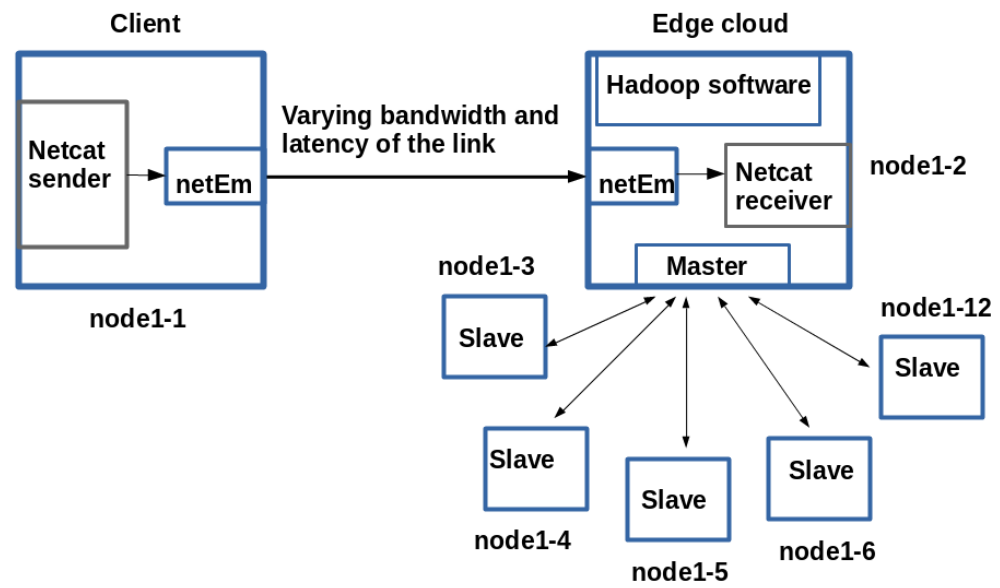 Client
Edge cloud
Hadoop software
Varying bandwidth and
latency of the link
Netcat
sender
netEm
netEm
Netcat
receiver
node1-2
Master
node1-3
node1-1
node1-12
Slave
Slave
Slave
Slave
Slave
node1-4
node1-5
node1-6